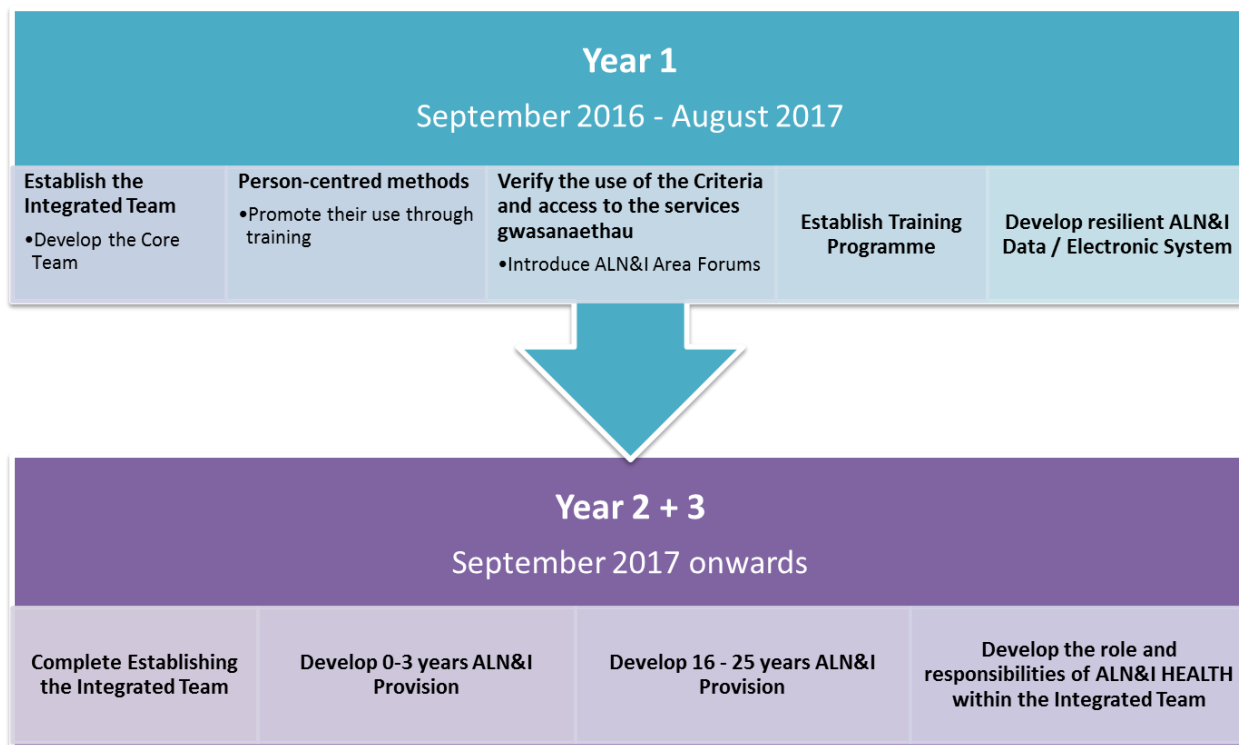 Year 1
September 2016 - August 2017
Establish the
Integrated Team
•Develop the Core
Team
Person-centred methods
•Promote their use through
training
Verify the use of the Criteria
and access to the services
gwasanaethau
•Introduce ALN&I Area Forums
Establish Training
Programme
Develop resilient ALN&I
Data / Electronic System
Year 2 + 3
September 2017 onwards
Complete Establishing
the Integrated Team
Develop 0-3 years ALN&I
Provision
Develop 16 - 25 years ALN&I
Provision
Develop the role and
responsibilities of ALN&I HEALTH
within the Integrated Team